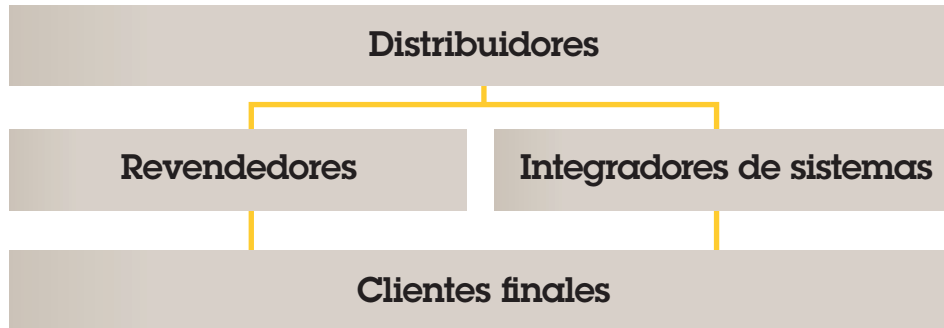 Distribuidores
Revendedores
Integradores de sistemas
Clientes finales